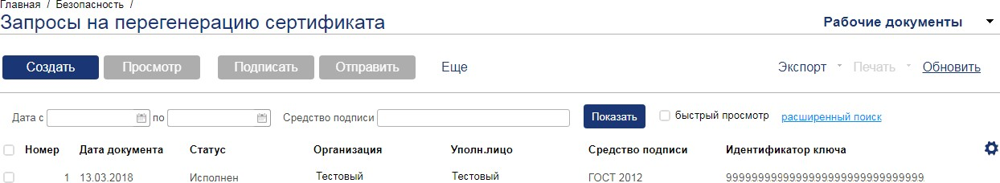 Главная / Безопасность /
Запросы на перегенерацию сертификата
Рабочие документы
Создать Просмотр Подписать Отправить Еще Экспорт Печать Обновить
Дата с по Средство подписи Показать быстрый просмотр расширенный поиск
Номер Дата документа Статус Организация Уполн.лицо Средство подписи Идентификатор ключа
1 13.03.2018 Исполнен Тестовый Тестовый ГОСТ 2012 99999999999999999999999999999999